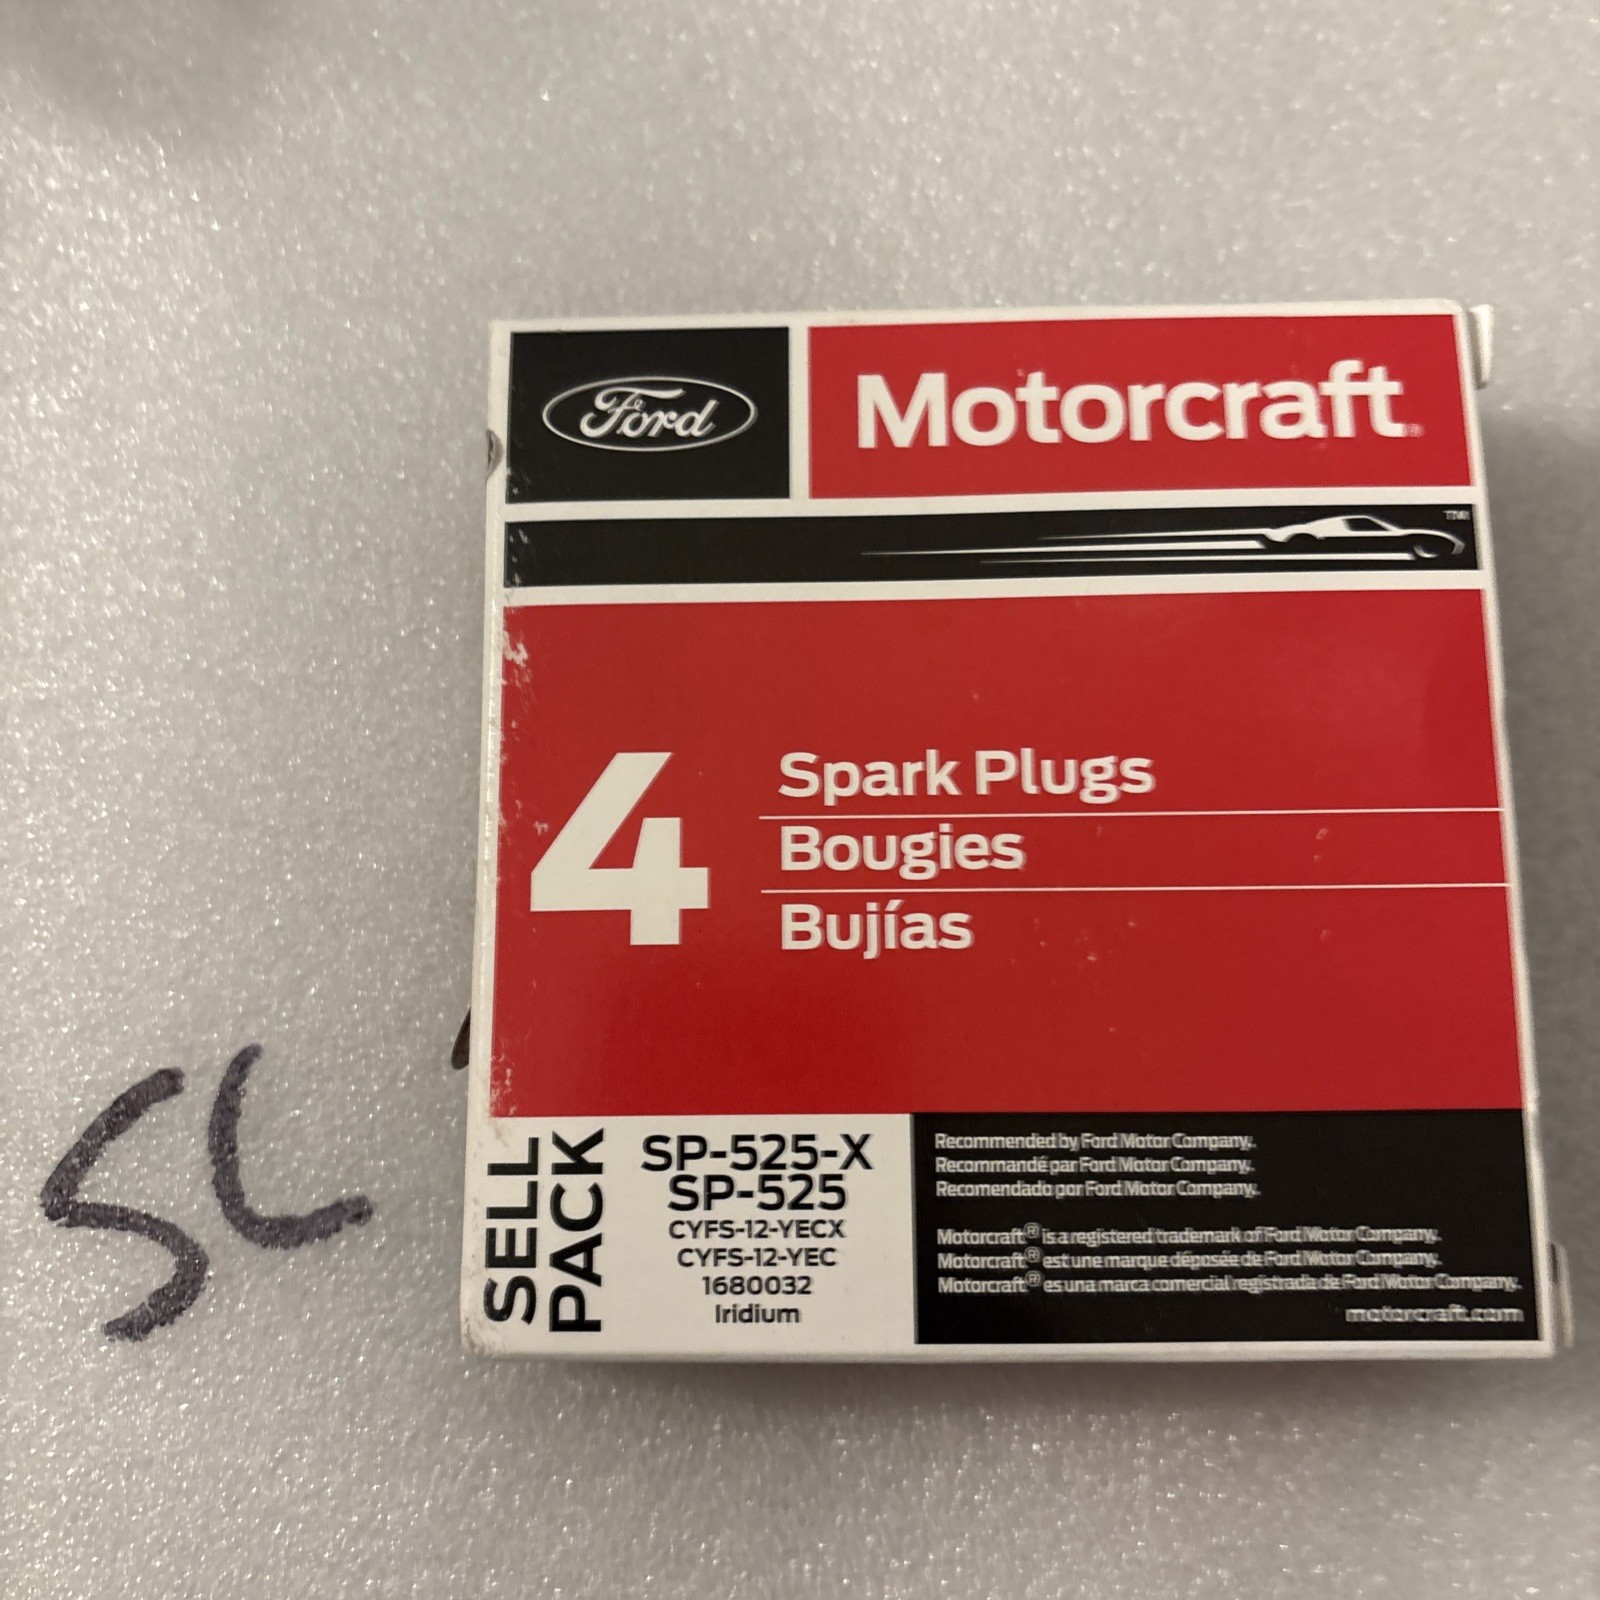 Ford
Motorcraft®
TM
4
Spark Plugs
Bougies
Bujías
SELL
PACK
SP-525-X
SP-525
CYFS-12-YECX
CYFS-12-YEC
1680032
Iridium
Recommended by Ford Motor Company.
Recommandé par Ford Motor Company.
Recomendado por Ford Motor Company.
Motorcraft® is a registered trademark of Ford Motor Company.
Motorcraft® est une marque déposée de Ford Motor Company.
Motorcraft® es una marca comercial registrada de Ford Motor Company.
motorcraft.com